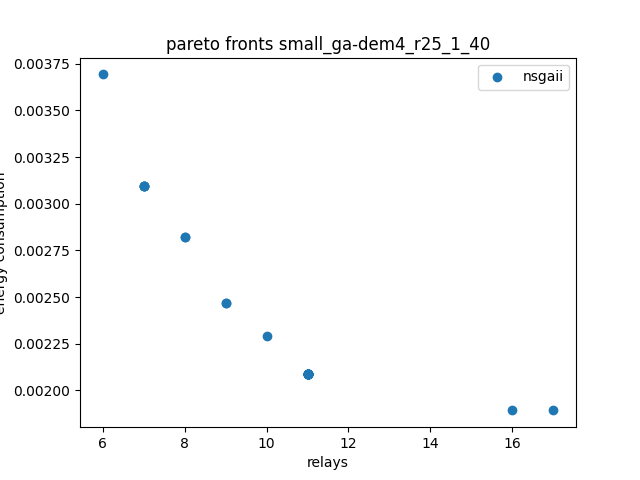 pareto fronts small_ga-dem4_r25_1_40
nsgaii
0.00375
0.00350
0.00325
0.00300
0.00275
0.00250
0.00225
0.00200
energy consumption
6 8 10 12 14 16
relays